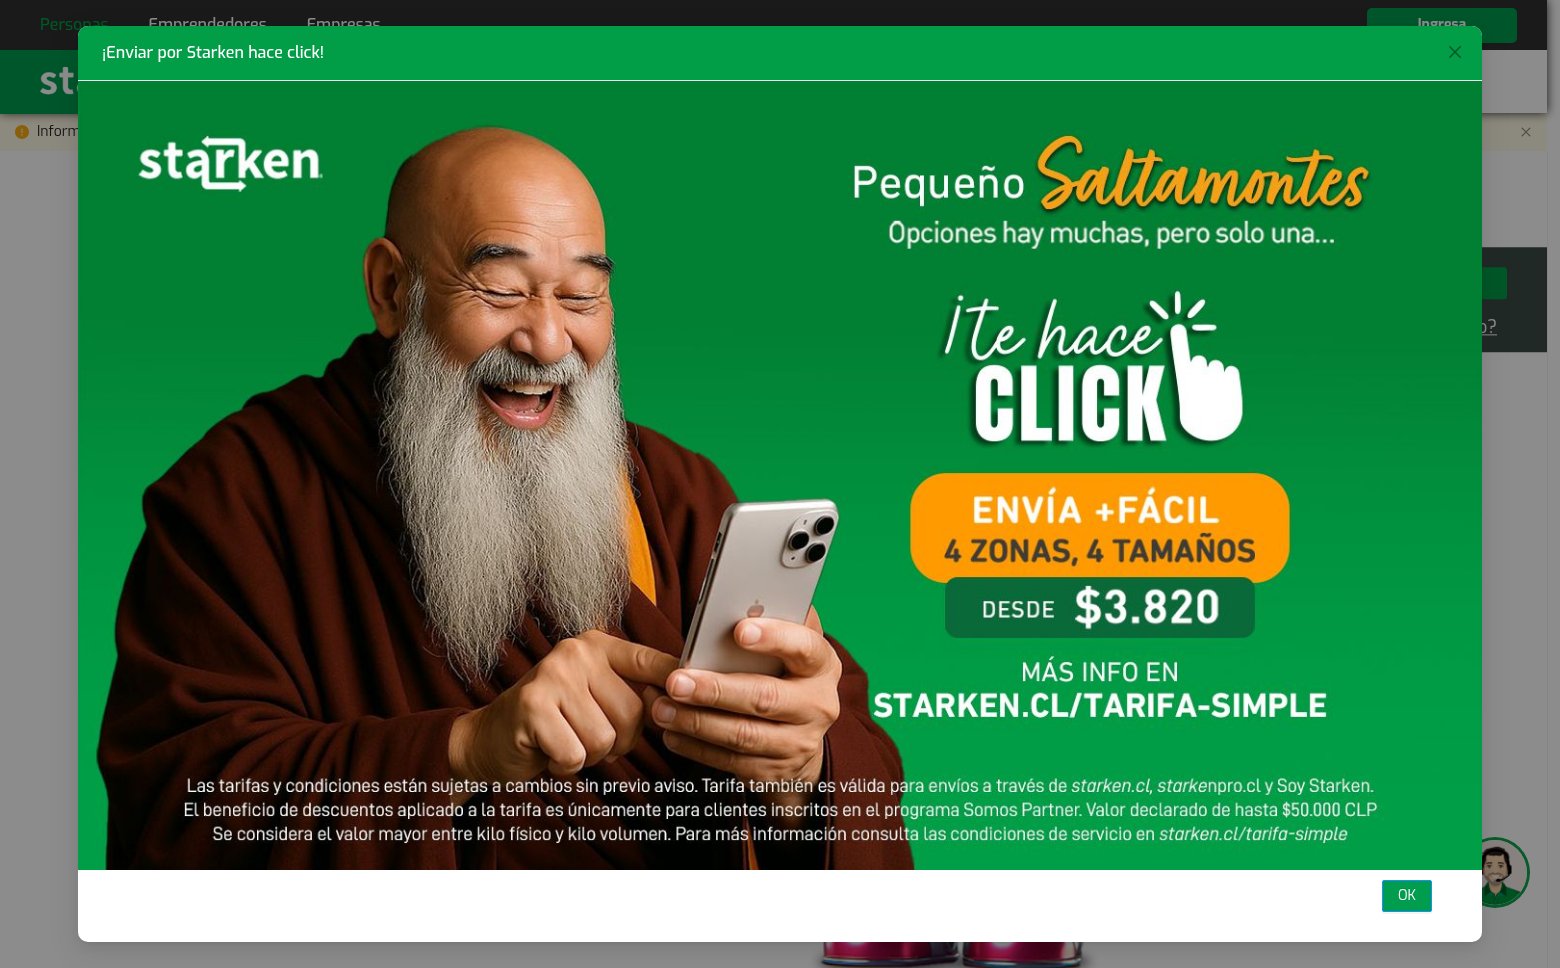 Personas Emprendedores Empresas Ingresa
¡Enviar por Starken hace click!
starken
Pequeño Saltamontes
Opciones hay muchas, pero solo una...
¡Te hace
CLICK
ENVÍA +FÁCIL
4 ZONAS, 4 TAMAÑOS
DESDE $3.820
MÁS INFO EN
STARKEN.CL/TARIFA-SIMPLE
Las tarifas y condiciones están sujetas a cambios sin previo aviso. Tarifa también es válida para envíos a través de starken.cl, starkenpro.cl y Soy Starken.
El beneficio de descuentos aplicado a la tarifa es únicamente para clientes inscritos en el programa Somos Partner. Valor declarado de hasta $50.000 CLP
Se considera el valor mayor entre kilo físico y kilo volumen. Para más información consulta las condiciones de servicio en starken.cl/tarifa-simple
OK